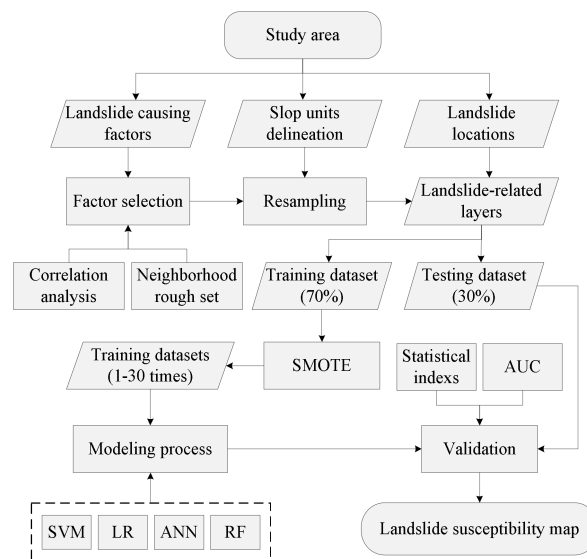 Study area
Landslide causing
factors
Slop units
delineation
Landslide
locations
Factor selection
Resampling
Landslide-related
layers
Correlation
analysis
Neighborhood
rough set
Training dataset
(70%)
Testing dataset
(30%)
Training datasets
(1-30 times)
SMOTE
Statistical
indexs
AUC
Modeling process
Validation
SVM
LR
ANN
RF
Landslide susceptibility map